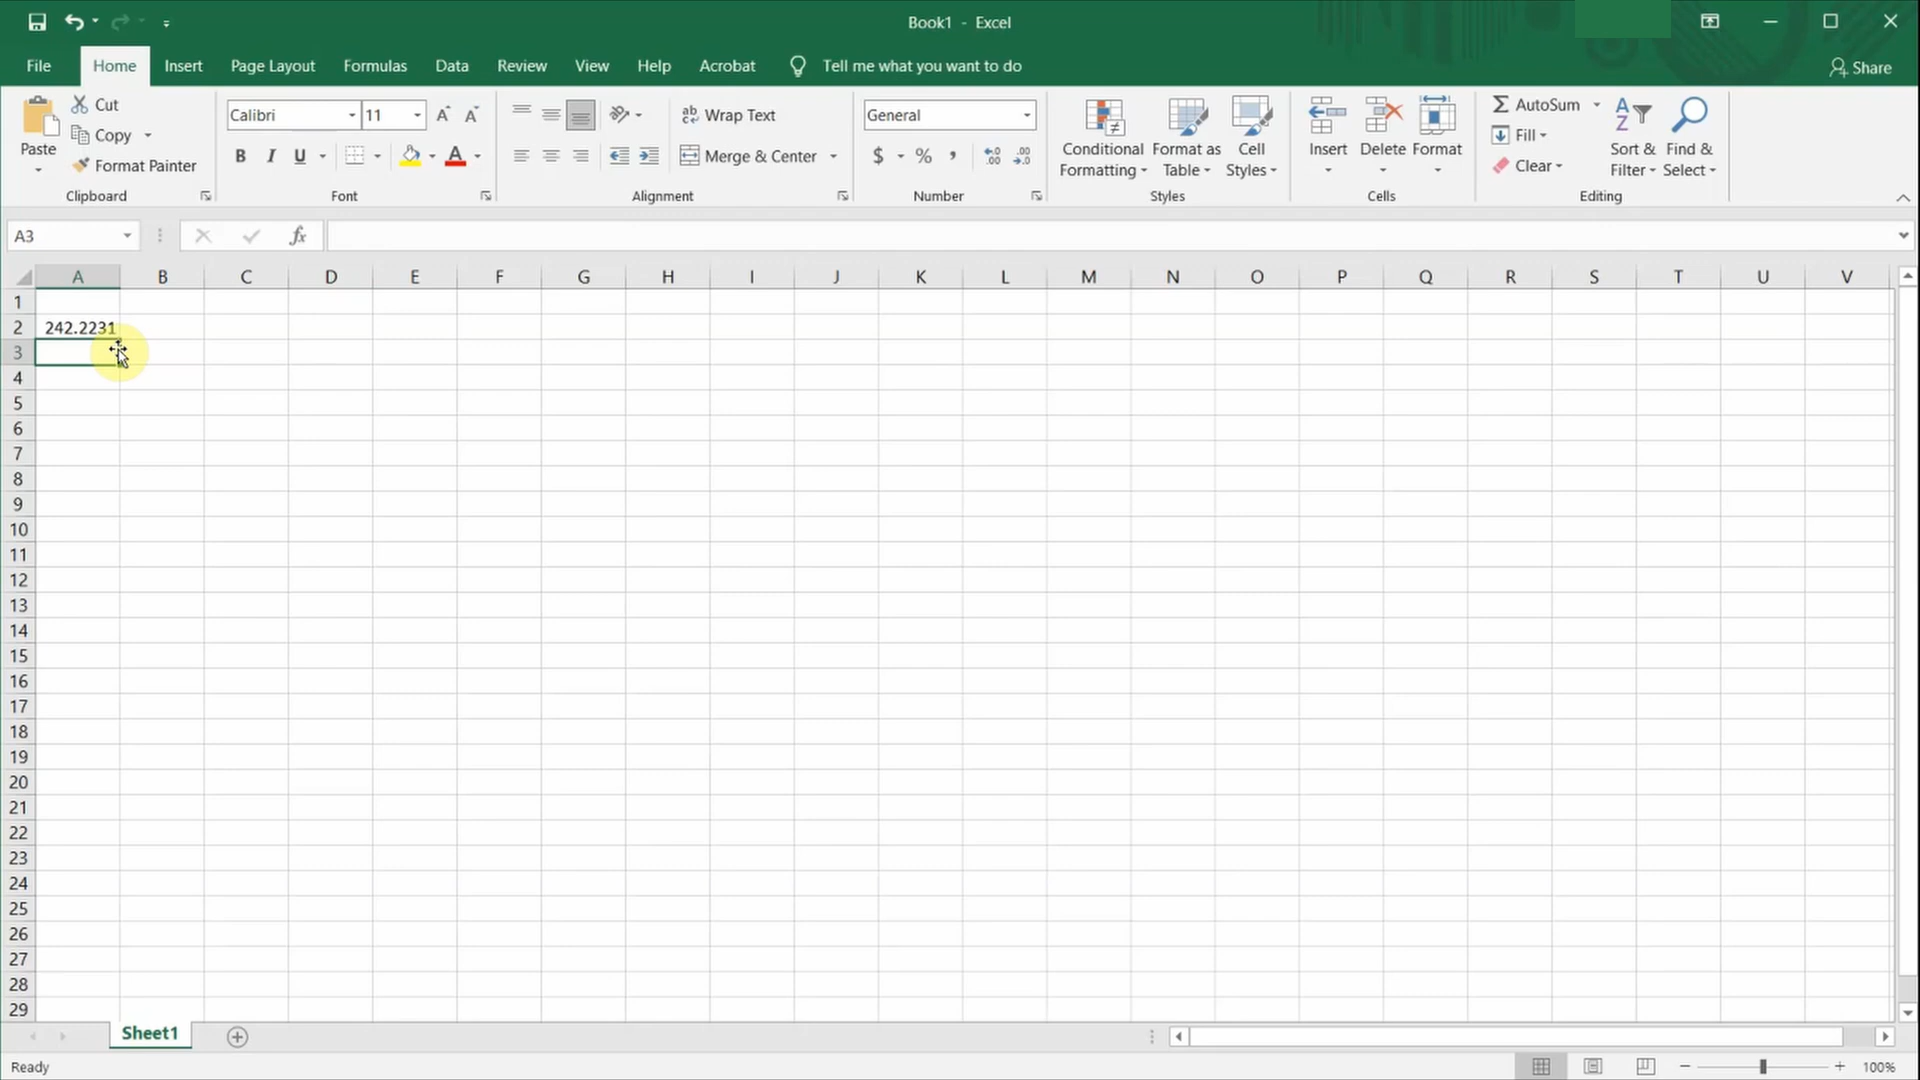 Book1 - Excel
File Home Insert Page Layout Formulas Data Review View Help Acrobat Tell me what you want to do Share
Paste
Cut
Copy
Format Painter
Clipboard
Calibri 11
B I U A
Font
Wrap Text
Merge & Center
Alignment
General
$ % ,
Number
Conditional Formatting
Format as Table
Cell Styles
Styles
Insert
Delete
Format
Cells
AutoSum
Fill
Clear
Sort & Filter
Find & Select
Editing
A3 fx
A B C D E F G H I J K L M N O P Q R S T U V
1
2 242.2231
3
4
5
6
7
8
9
10
11
12
13
14
15
16
17
18
19
20
21
22
23
24
25
26
27
28
29
Sheet1
Ready 100%